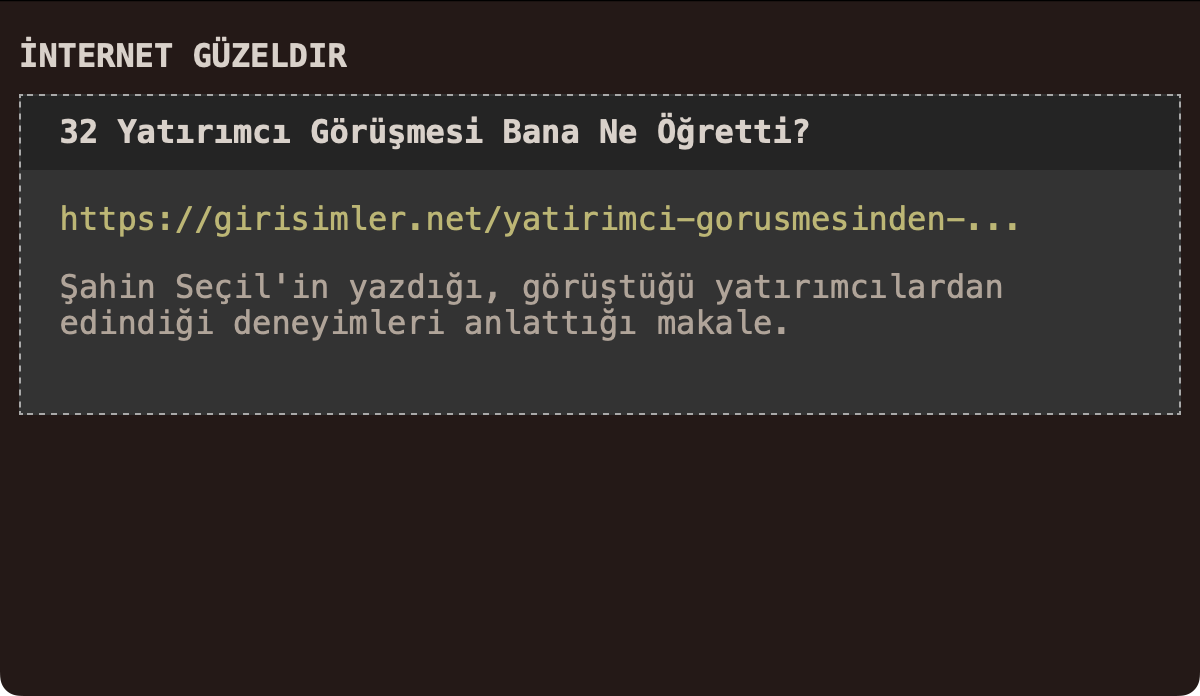 İNTERNET GÜZELDIR
32 Yatırımcı Görüşmesi Bana Ne Öğretti?
https://girisimler.net/yatirimci-gorusmesinden-...
Şahin Seçil'in yazdığı, görüştüğü yatırımcılardan
edindiği deneyimleri anlattığı makale.